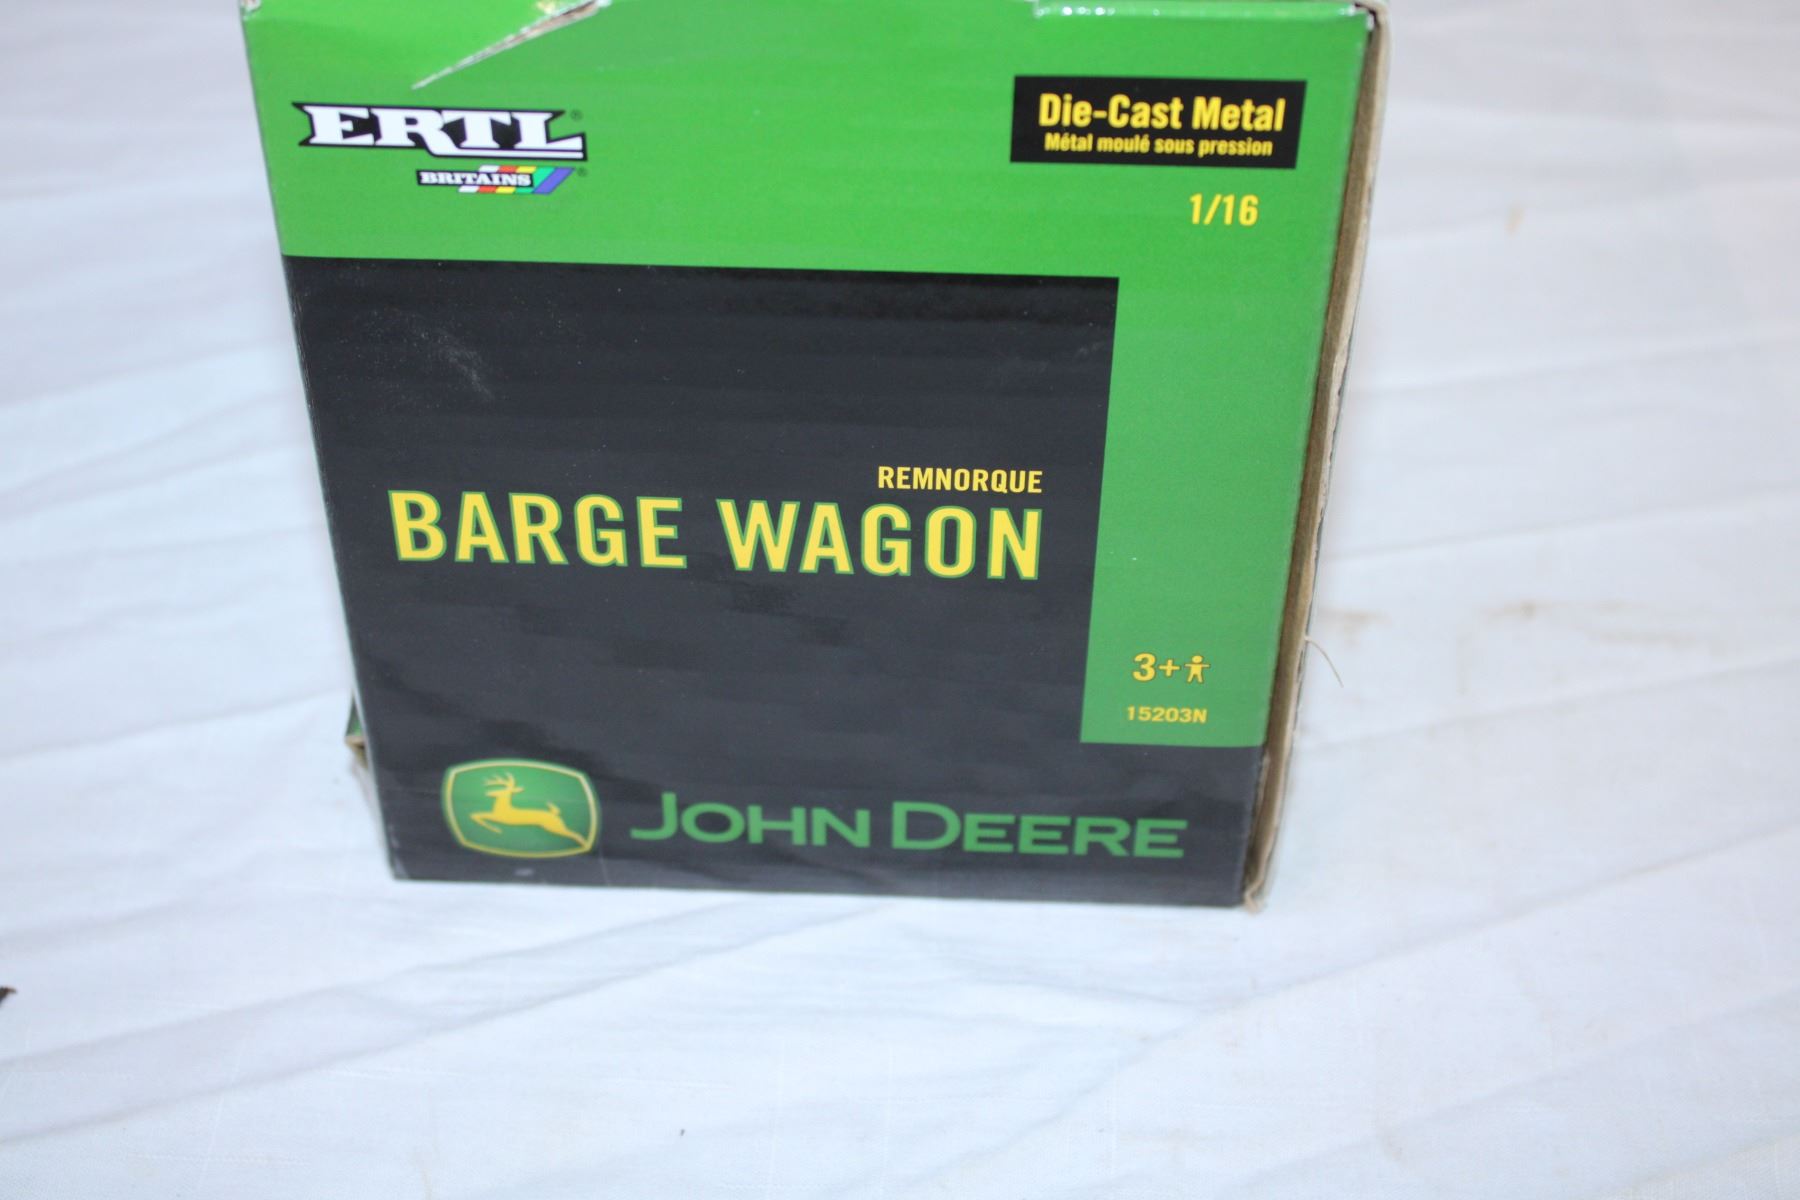 ERTL®
BRITAINS®
Die-Cast Metal
Métal moulé sous pression
1/16
REMNORQUE
BARGE WAGON
3+
15203N
JOHN DEERE